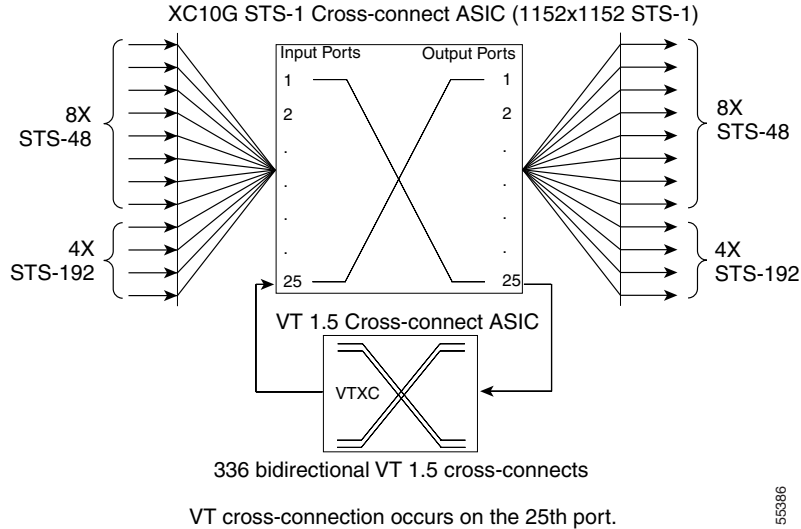 XC10G STS-1 Cross-connect ASIC (1152x1152 STS-1)
Input Ports
Output Ports
1
1
2
2
.
.
.
.
.
.
.
.
25
25
8X
STS-48
4X
STS-192
8X
STS-48
4X
STS-192
VT 1.5 Cross-connect ASIC
VTXC
336 bidirectional VT 1.5 cross-connects
VT cross-connection occurs on the 25th port.
55386